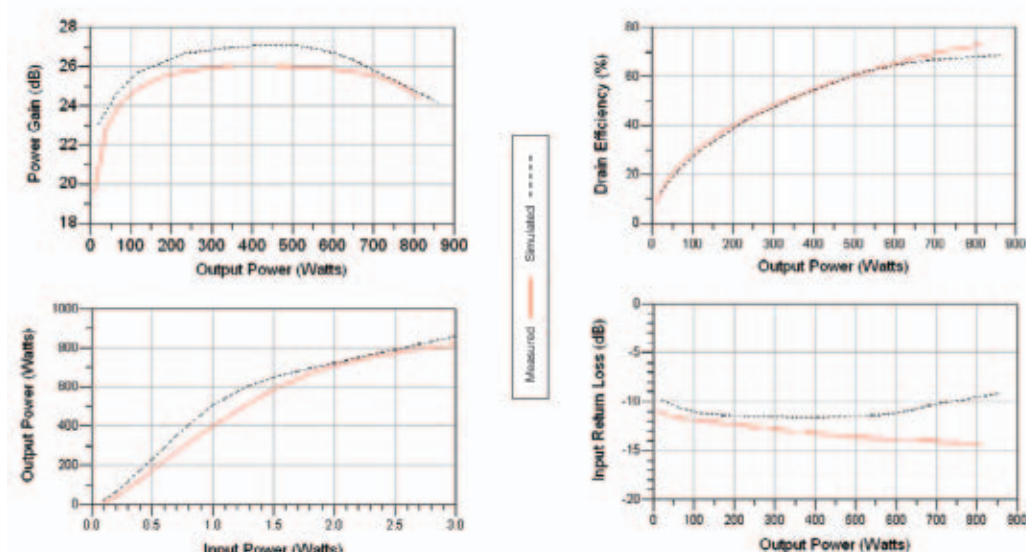 28
26
24
22
20
18
Power Gain (dB)
0 100 200 300 400 500 600 700 800 900
Output Power (Watts)
80
60
40
20
0
Drain Efficiency (%)
0 100 200 300 400 500 600 700 800 900
Output Power (Watts)
Measured Simulated
1000
800
600
400
200
0
Output Power (Watts)
0.0 0.5 1.0 1.5 2.0 2.5 3.0
Input Power (Watts)
0
-5
-10
-15
-20
Input Return Loss (dB)
0 100 200 300 400 500 600 700 800 900
Output Power (Watts)